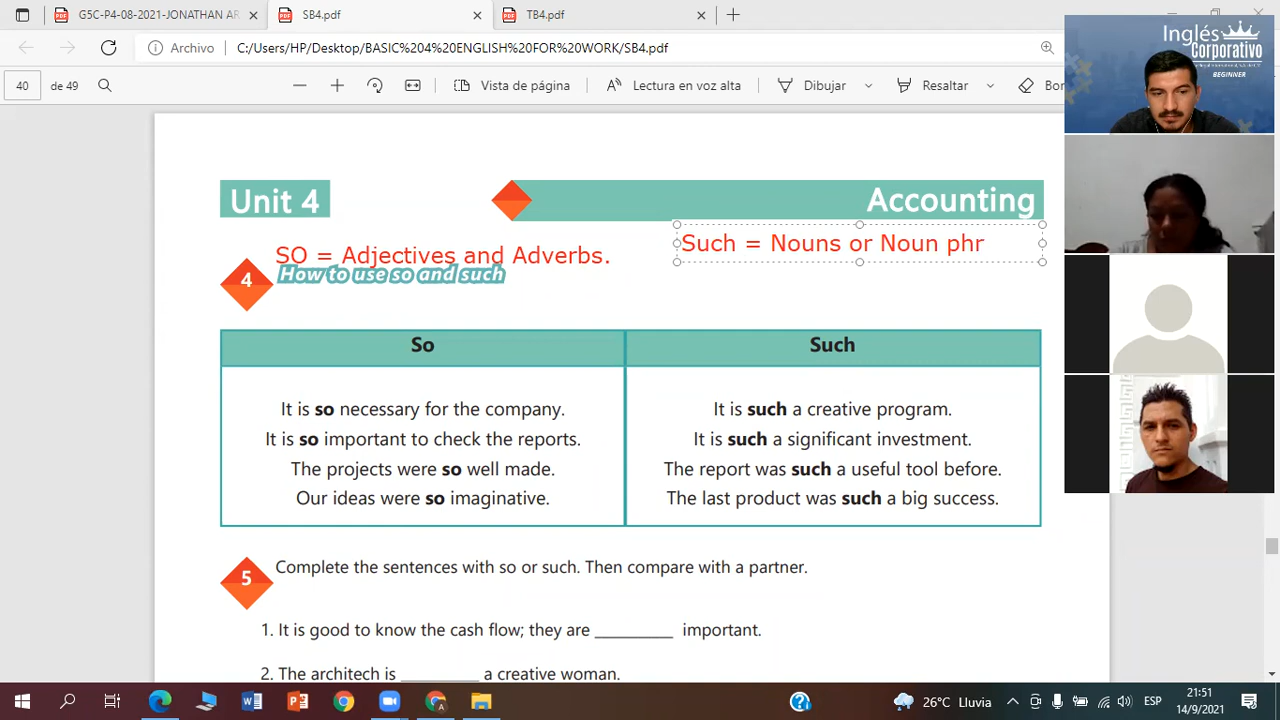 G5C-P4-08-2021-JONATHAN AR
SB4.pdf
TB4.pdf
Archivo
C:/Users/HP/Desktop/BASIC%204%20ENGLISH%20FOR%20WORK/SB4.pdf
40
de 49
Vista de página
Lectura en voz alta
Dibujar
Resaltar
Bor
Inglés
Corporativo
BEGINNER
Unit 4
Accounting
SO = Adjectives and Adverbs.
Such = Nouns or Noun phr
4
How to use so and such
So
Such
It is so necessary for the company.
It is so important to check the reports.
The projects were so well made.
Our ideas were so imaginative.
It is such a creative program.
It is such a significant investment.
The report was such a useful tool before.
The last product was such a big success.
5
Complete the sentences with so or such. Then compare with a partner.
1. It is good to know the cash flow; they are _________ important.
2. The architech is _________ a creative woman.
26°C Lluvia
ESP
21:51
14/9/2021